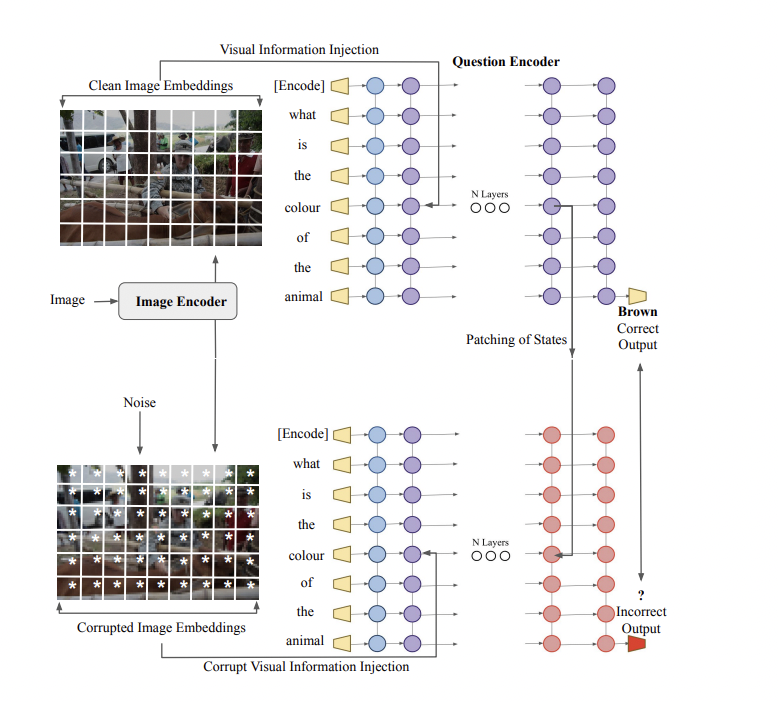 Visual Information Injection
Question Encoder
Clean Image Embeddings
[Encode]
what
is
the
colour
of
the
animal
N Layers
Image
Image Encoder
Brown
Correct
Output
Patching of States
Noise
[Encode]
what
is
the
colour
of
the
animal
N Layers
* * * * * * * *
* * * * * * * *
* * * * * * * *
* * * * * * * *
* * * * * * * *
* * * * * * * *
?
Incorrect
Output
Corrupted Image Embeddings
Corrupt Visual Information Injection